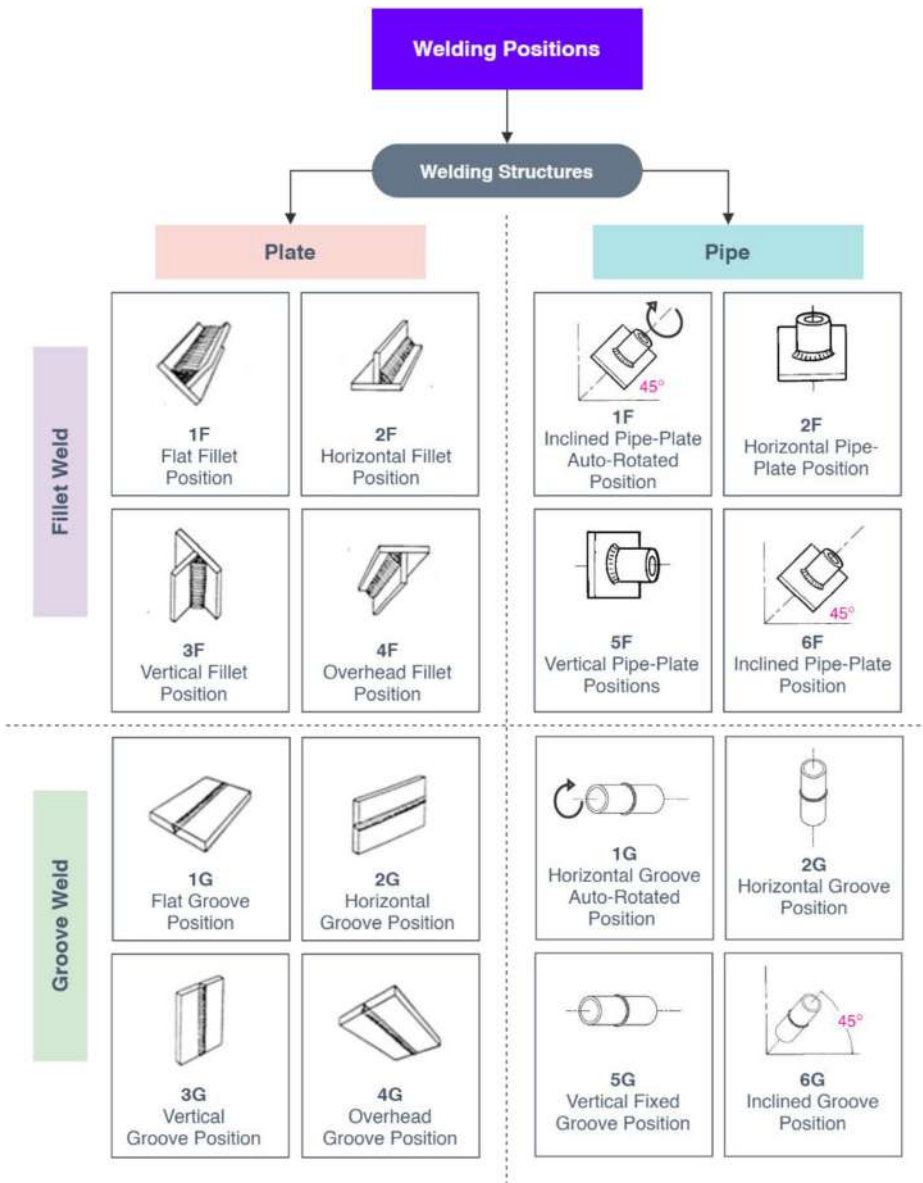 Welding Positions
Welding Structures
Plate
Pipe
Fillet Weld
1F
Flat Fillet
Position
2F
Horizontal Fillet
Position
45°
1F
Inclined Pipe-Plate
Auto-Rotated
Position
2F
Horizontal Pipe-
Plate Position
3F
Vertical Fillet
Position
4F
Overhead Fillet
Position
5F
Vertical Pipe-Plate
Positions
45°
6F
Inclined Pipe-Plate
Position
Groove Weld
1G
Flat Groove
Position
2G
Horizontal
Groove Position
1G
Horizontal Groove
Auto-Rotated
Position
2G
Horizontal Groove
Position
3G
Vertical
Groove Position
4G
Overhead
Groove Position
5G
Vertical Fixed
Groove Position
45°
6G
Inclined Groove
Position